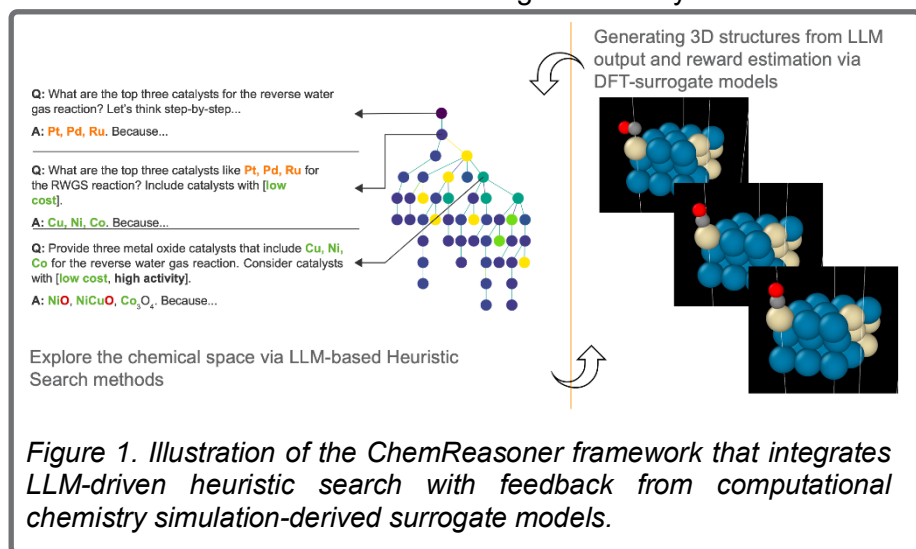 Generating 3D structures from LLM
output and reward estimation via
DFT-surrogate models
Q: What are the top three catalysts for the reverse water
gas reaction? Let's think step-by-step...
A: Pt, Pd, Ru. Because...
Q: What are the top three catalysts like Pt, Pd, Ru for
the RWGS reaction? Include catalysts with [low
cost].
A: Cu, Ni, Co. Because...
Q: Provide three metal oxide catalysts that include Cu, Ni,
Co for the reverse water gas reaction. Consider catalysts
with [low cost, high activity].
A: NiO, NiCuO, Co₃O₄. Because...
Explore the chemical space via LLM-based Heuristic
Search methods
Figure 1. Illustration of the ChemReasoner framework that integrates
LLM-driven heuristic search with feedback from computational
chemistry simulation-derived surrogate models.